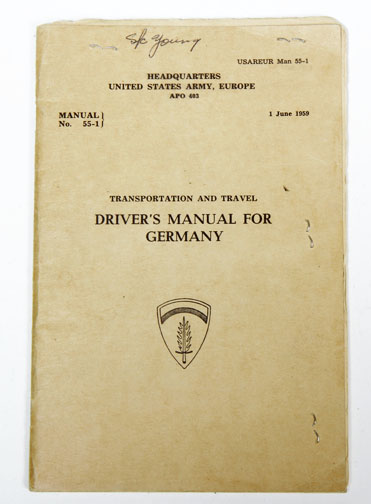 S/c Young
USAREUR Man 55-1
HEADQUARTERS
UNITED STATES ARMY, EUROPE
APO 403
MANUAL
No. 55-1
1 June 1959
TRANSPORTATION AND TRAVEL
DRIVER'S MANUAL FOR
GERMANY